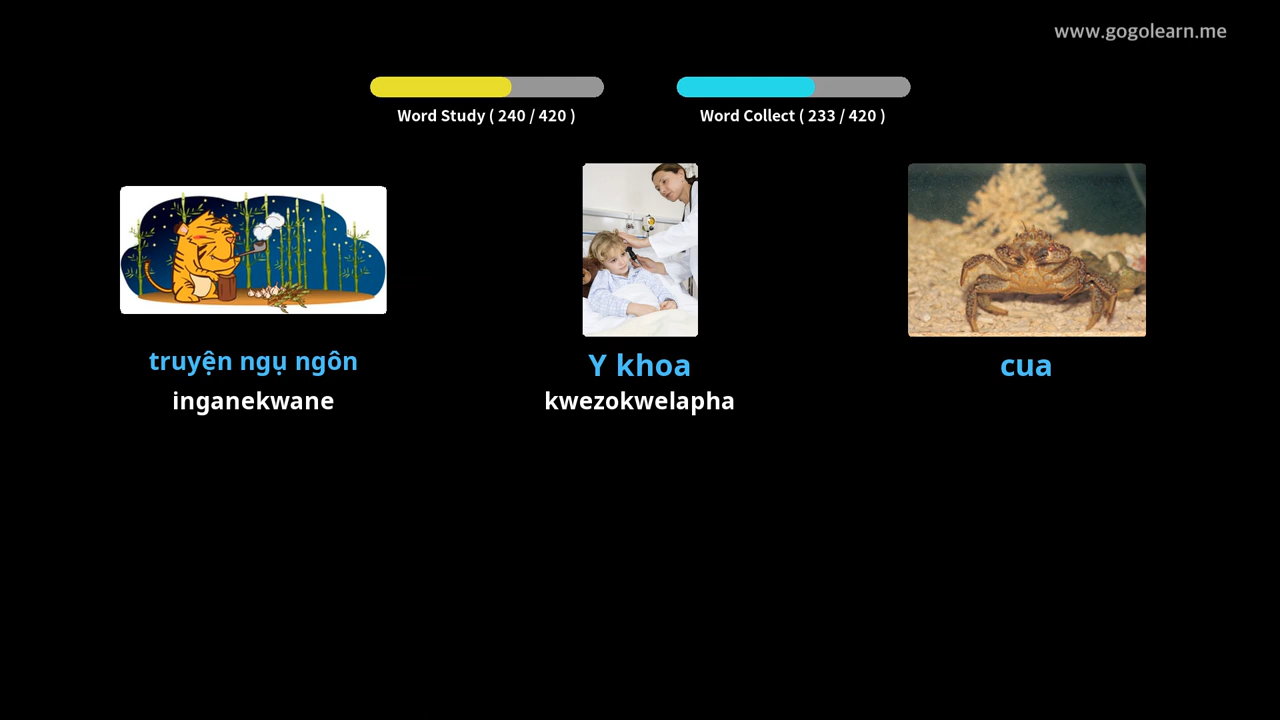 www.gogolearn.me
Word Study ( 240 / 420 )
Word Collect ( 233 / 420 )
truyện ngụ ngôn
inganekwane
Y khoa
kwezokwelapha
cua